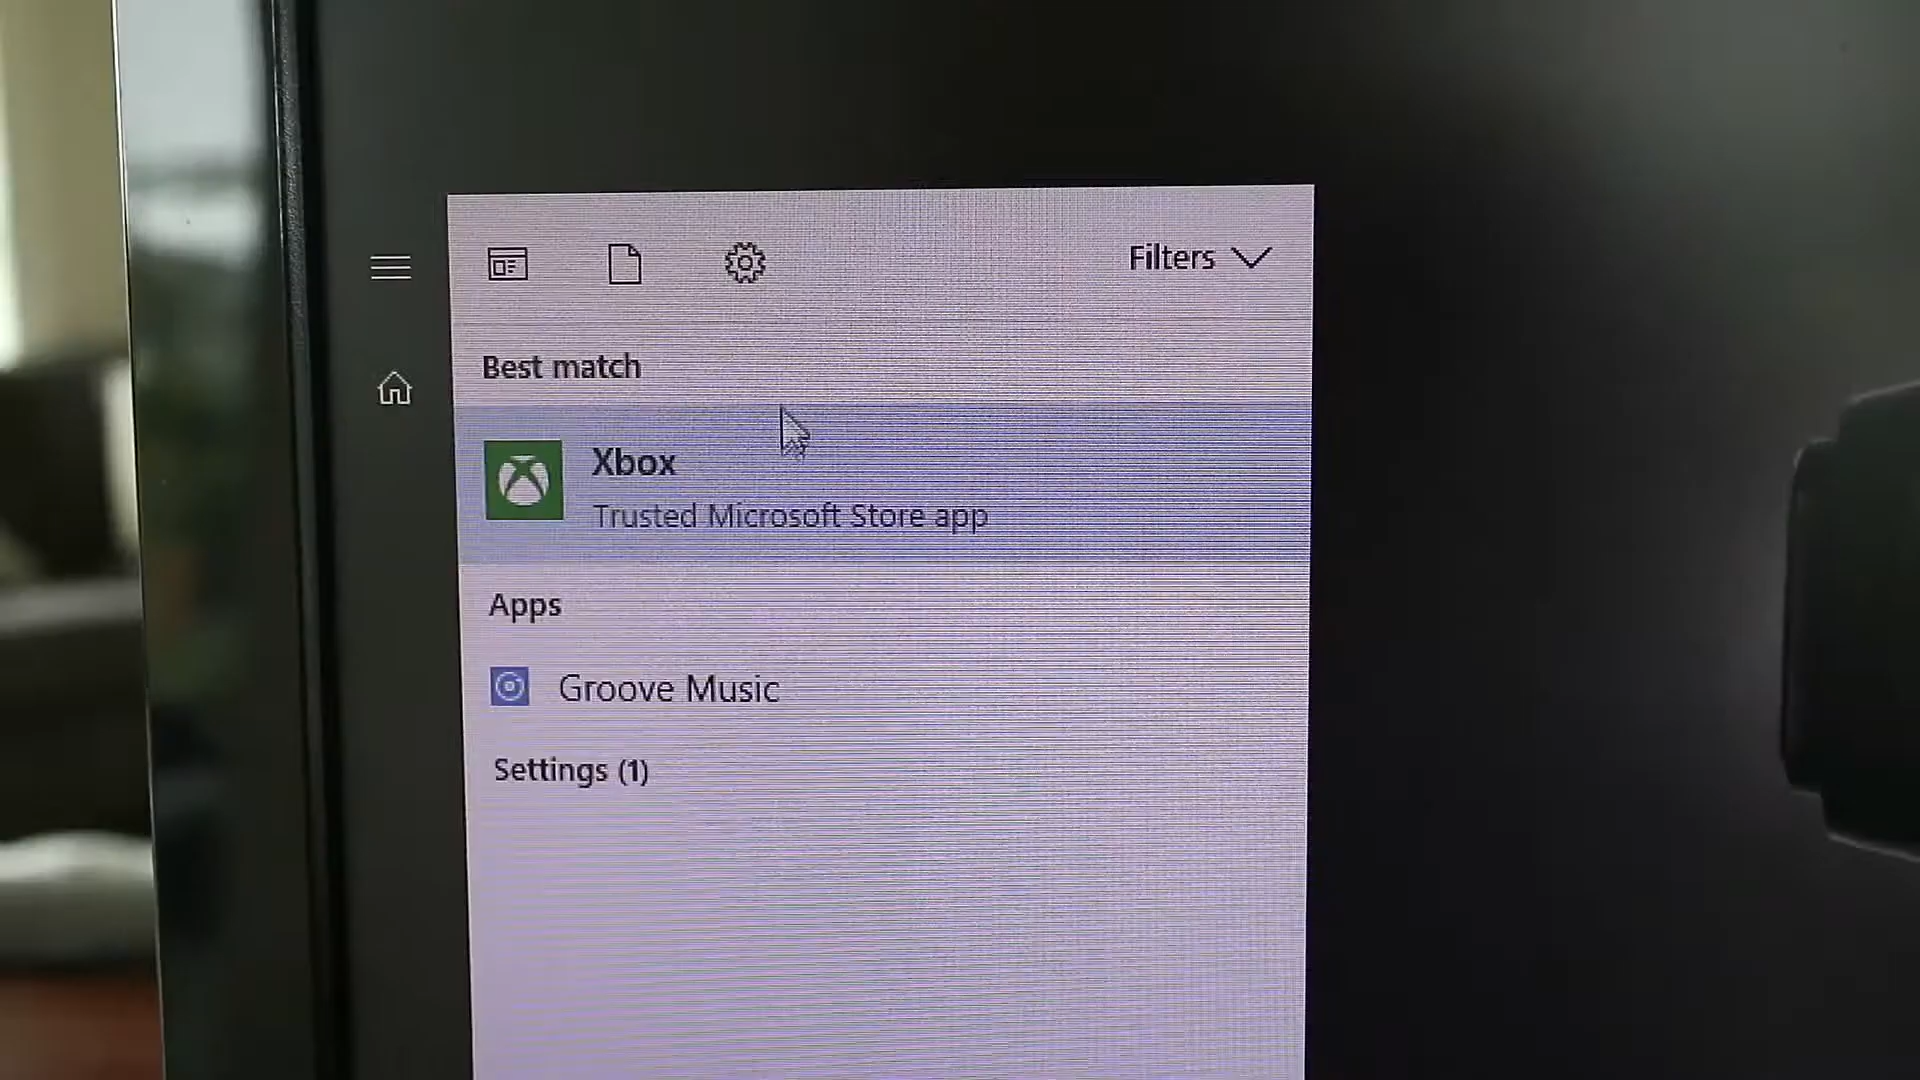 Filters
Best match
Xbox
Trusted Microsoft Store app
Apps
Groove Music
Settings (1)